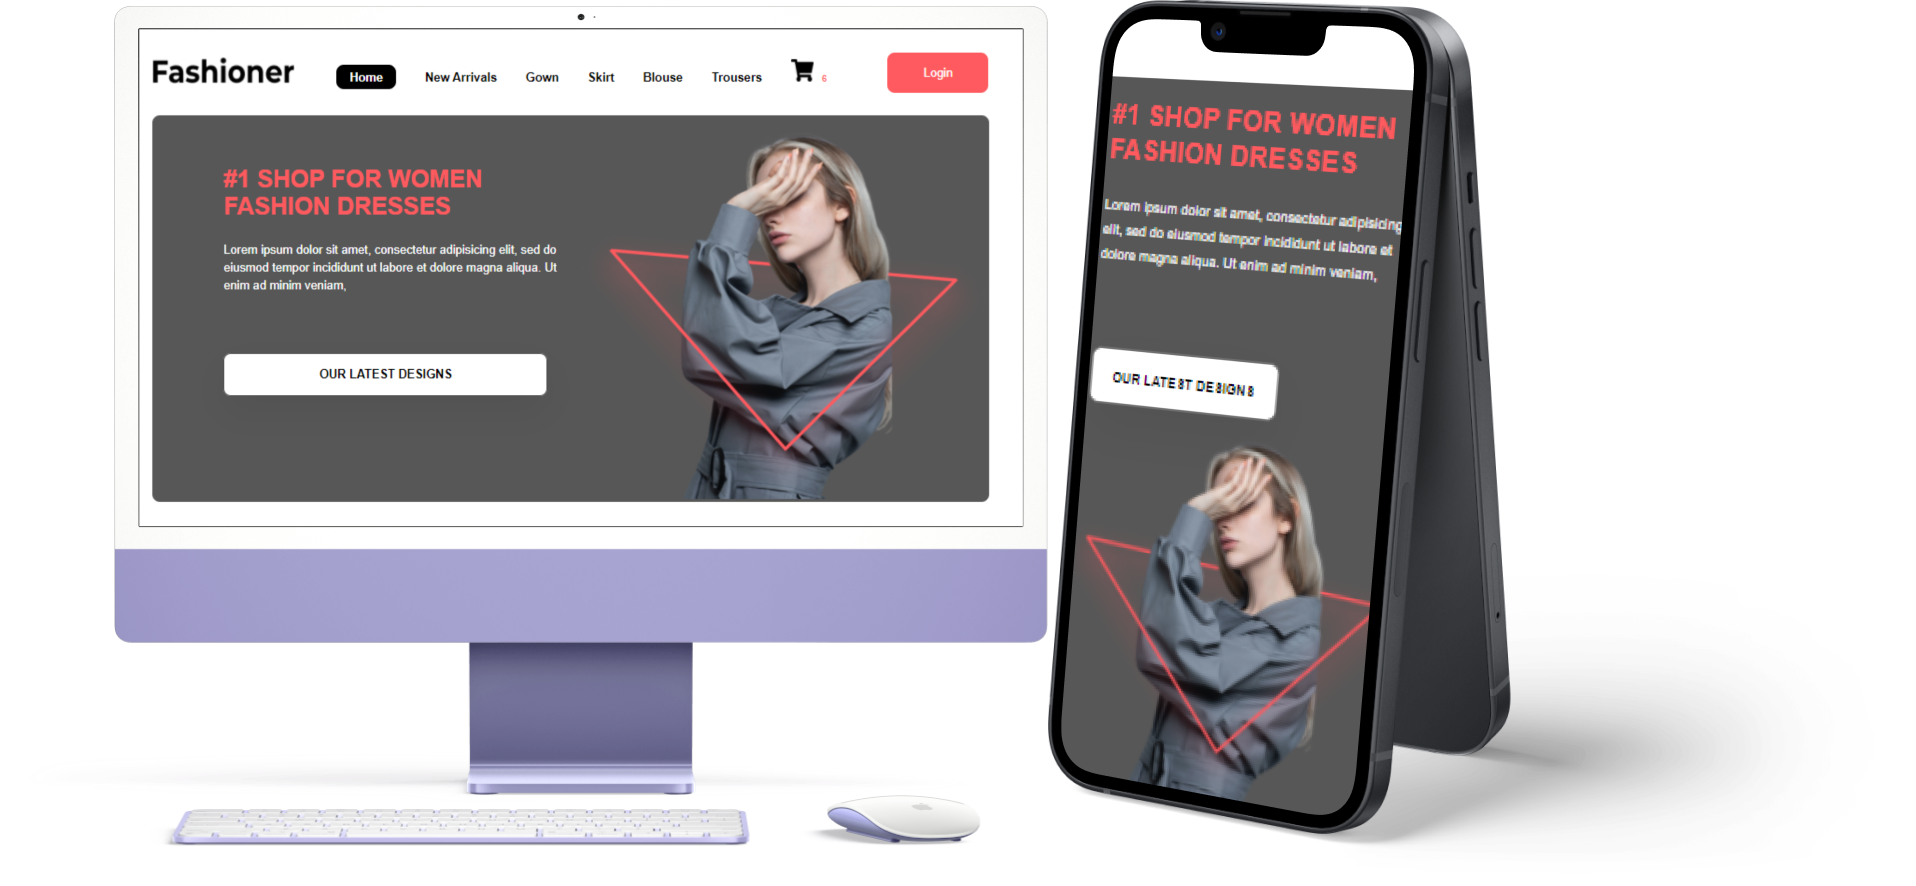 Fashioner
Home
New Arrivals
Gown
Skirt
Blouse
Trousers
6
Login
#1 SHOP FOR WOMEN
FASHION DRESSES
Lorem ipsum dolor sit amet, consectetur adipisicing elit, sed do
eiusmod tempor incididunt ut labore et dolore magna aliqua. Ut
enim ad minim veniam,
OUR LATEST DESIGNS
#1 SHOP FOR WOMEN
FASHION DRESSES
Lorem ipsum dolor sit amet, consectetur adipisicing
elit, sed do eiusmod tempor incididunt ut labore et
dolore magna aliqua. Ut enim ad minim veniam,
OUR LATEST DESIGNS